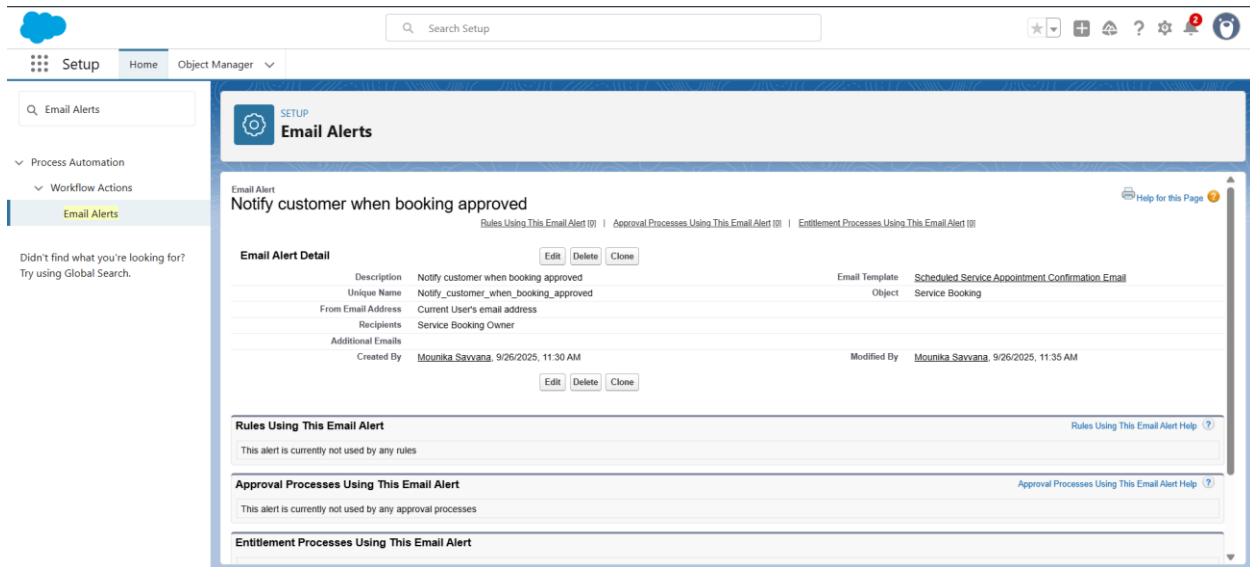 Search Setup
2
Setup Home Object Manager
Email Alerts
SETUP
Email Alerts
Process Automation
Workflow Actions
Email Alerts
Didn't find what you're looking for?
Try using Global Search.
Email Alert
Notify customer when booking approved
Help for this Page ?
Rules Using This Email Alert [0] | Approval Processes Using This Email Alert [0] | Entitlement Processes Using This Email Alert [0]
Email Alert Detail Edit Delete Clone
Description Notify customer when booking approved Email Template Scheduled Service Appointment Confirmation Email
Unique Name Notify_customer_when_booking_approved Object Service Booking
From Email Address Current User's email address
Recipients Service Booking Owner
Additional Emails
Created By Mounika Savvana, 9/26/2025, 11:30 AM Modified By Mounika Savvana, 9/26/2025, 11:35 AM
Edit Delete Clone
Rules Using This Email Alert Rules Using This Email Alert Help ?
This alert is currently not used by any rules
Approval Processes Using This Email Alert Approval Processes Using This Email Alert Help ?
This alert is currently not used by any approval processes
Entitlement Processes Using This Email Alert